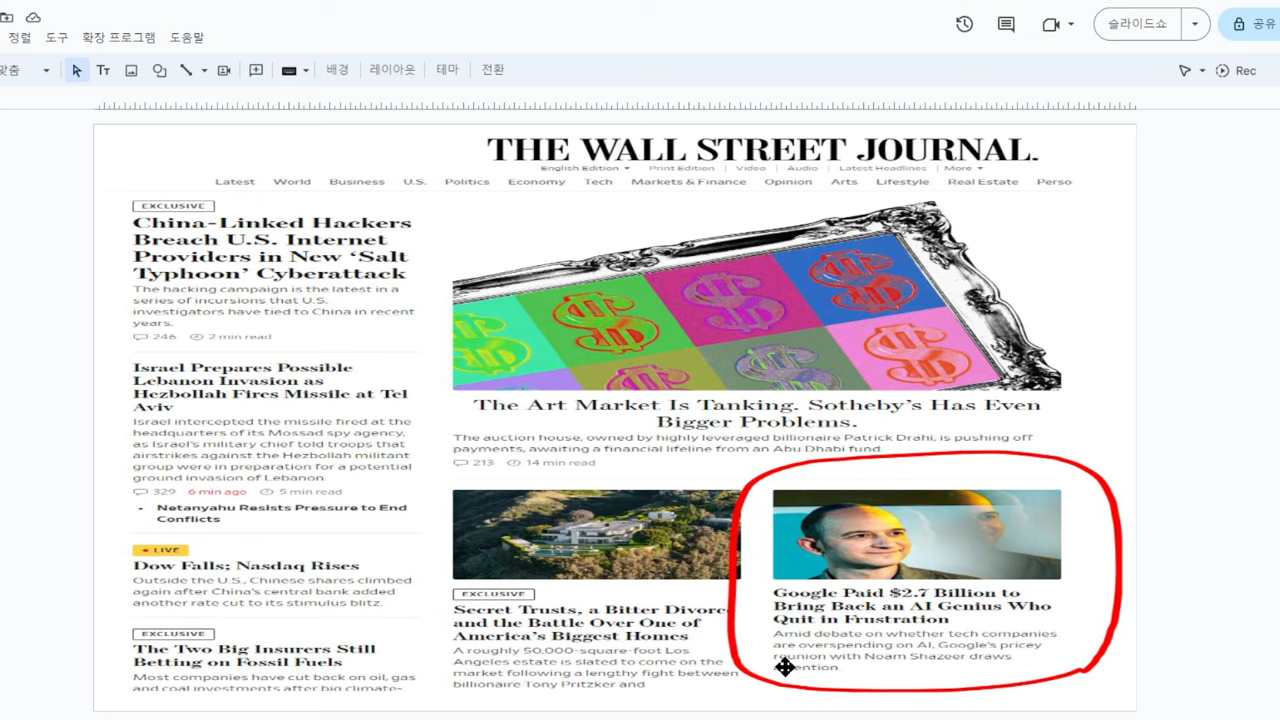 정렬 도구 확장 프로그램 도움말
슬라이드쇼
공유
맞춤
배경 레이아웃 테마 전환
Rec
THE WALL STREET JOURNAL.
English Edition Print Edition Video Audio Latest Headlines More
Latest World Business U.S. Politics Economy Tech Markets & Finance Opinion Arts Lifestyle Real Estate Perso
EXCLUSIVE
China-Linked Hackers
Breach U.S. Internet
Providers in New ‘Salt
Typhoon’ Cyberattack
The hacking campaign is the latest in a
series of incursions that U.S.
investigators have tied to China in recent
years.
246 2 min read
Israel Prepares Possible
Lebanon Invasion as
Hezbollah Fires Missile at Tel
Aviv
Israel intercepted the missile fired at the
headquarters of its Mossad spy agency,
as Israel’s military chief told troops that
airstrikes against the Hezbollah militant
group were in preparation for a potential
ground invasion of Lebanon.
329 6 min ago 5 min read
Netanyahu Resists Pressure to End
Conflicts
LIVE
Dow Falls; Nasdaq Rises
Outside the U.S., Chinese shares climbed
again after China’s central bank added
another rate cut to its stimulus blitz.
EXCLUSIVE
The Two Big Insurers Still
Betting on Fossil Fuels
Most companies have cut back on oil, gas
and coal investments after big climate-
The Art Market Is Tanking. Sotheby’s Has Even
Bigger Problems.
The auction house, owned by highly leveraged billionaire Patrick Drahi, is pushing off
payments, awaiting a financial lifeline from an Abu Dhabi fund.
213 14 min read
EXCLUSIVE
Secret Trusts, a Bitter Divorce
and the Battle Over One of
America’s Biggest Homes
A roughly 50,000-square-foot Los
Angeles estate is slated to come on the
market following a lengthy fight between
billionaire Tony Pritzker and
Google Paid $2.7 Billion to
Bring Back an AI Genius Who
Quit in Frustration
Amid debate on whether tech companies
are overspending on AI, Google’s pricey
reunion with Noam Shazeer draws
attention.